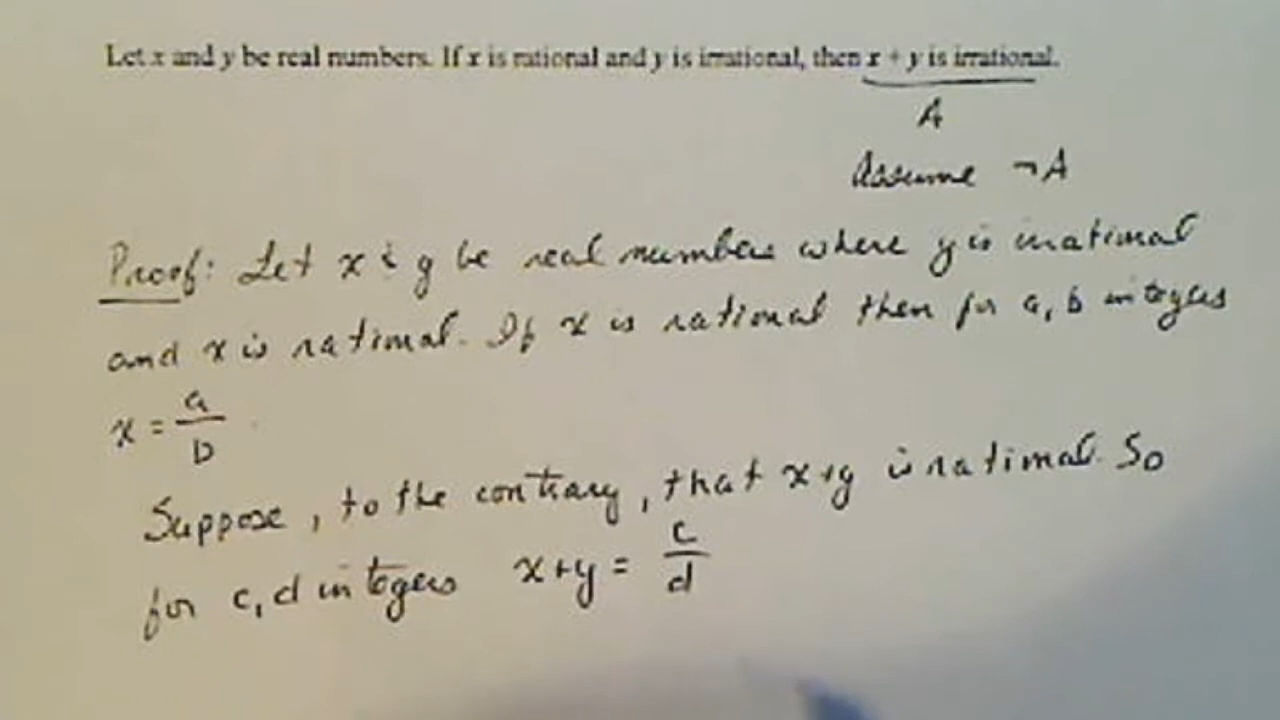 Let x and y be real numbers. If x is rational and y is irrational, then x + y is irrational.
A
Assume ¬A
Proof: Let x & y be real numbers where y is irrational
and x is rational. If x is rational then for a, b integers
x = a/b.
Suppose, to the contrary, that x+y is rational. So
for c, d integers x+y = c/d